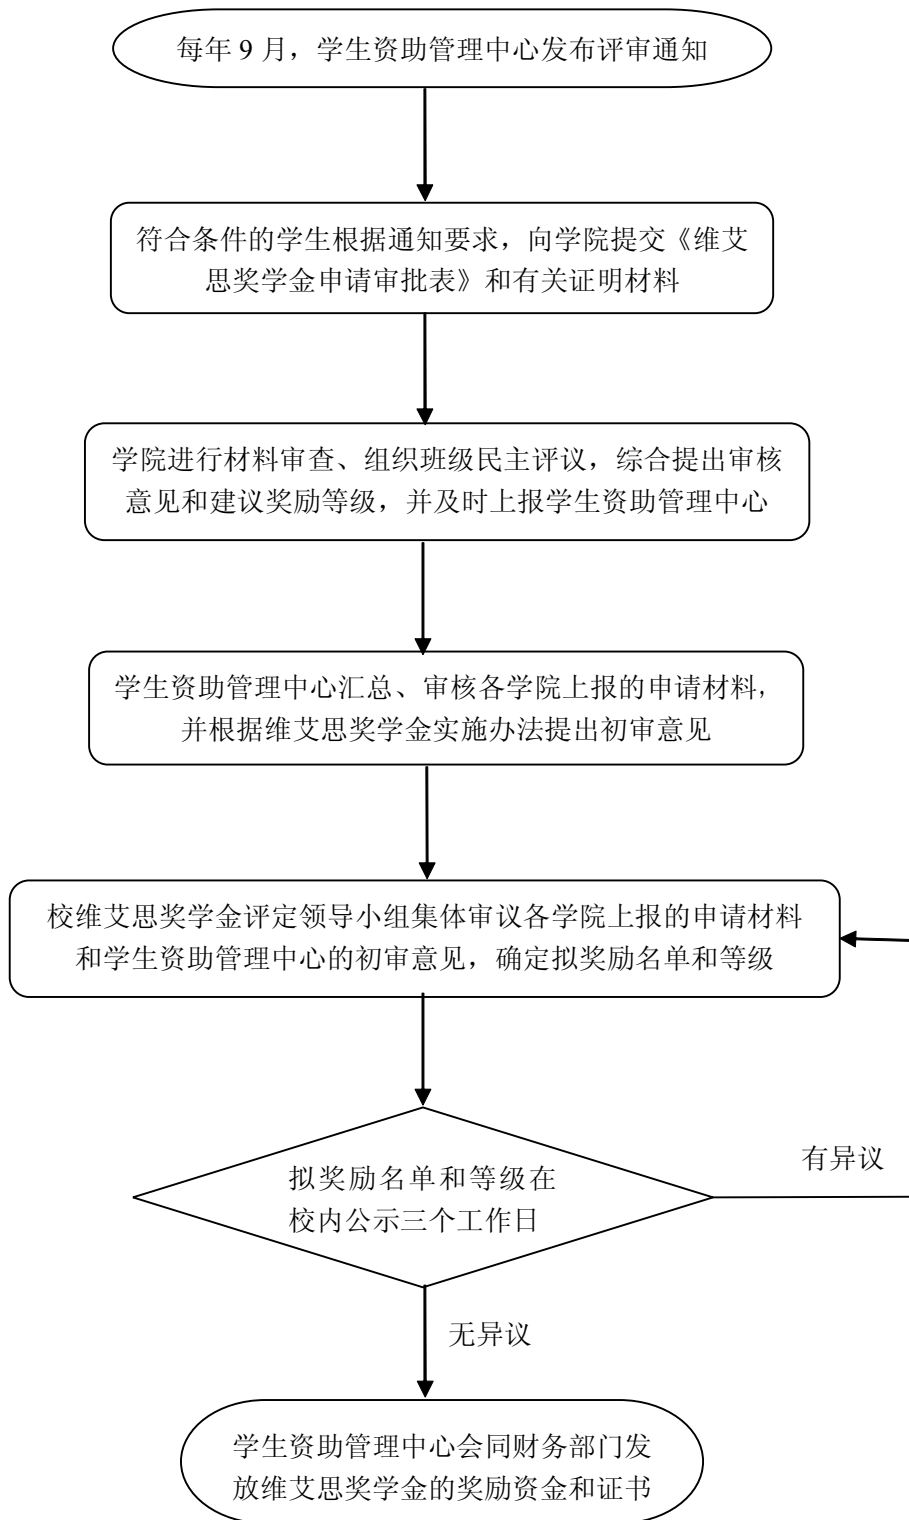 每年 9 月，学生资助管理中心发布评审通知
符合条件的学生根据通知要求，向学院提交《维艾
思奖学金申请审批表》和有关证明材料
学院进行材料审查、组织班级民主评议，综合提出审核
意见和建议奖励等级，并及时上报学生资助管理中心
学生资助管理中心汇总、审核各学院上报的申请材料，
并根据维艾思奖学金实施办法提出初审意见
校维艾思奖学金评定领导小组集体审议各学院上报的申请材料
和学生资助管理中心的初审意见，确定拟奖励名单和等级
有异议
拟奖励名单和等级在
校内公示三个工作日
无异议
学生资助管理中心会同财务部门发
放维艾思奖学金的奖励资金和证书